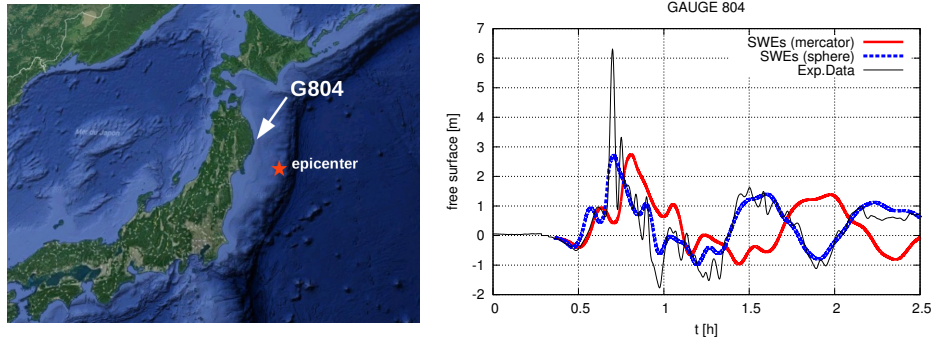 G804
epicenter
GAUGE 804
SWEs (mercator)
SWEs (sphere)
Exp.Data
free surface [m]
7
6
5
4
3
2
1
0
-1
-2
0
0.5
1
1.5
2
2.5
t [h]